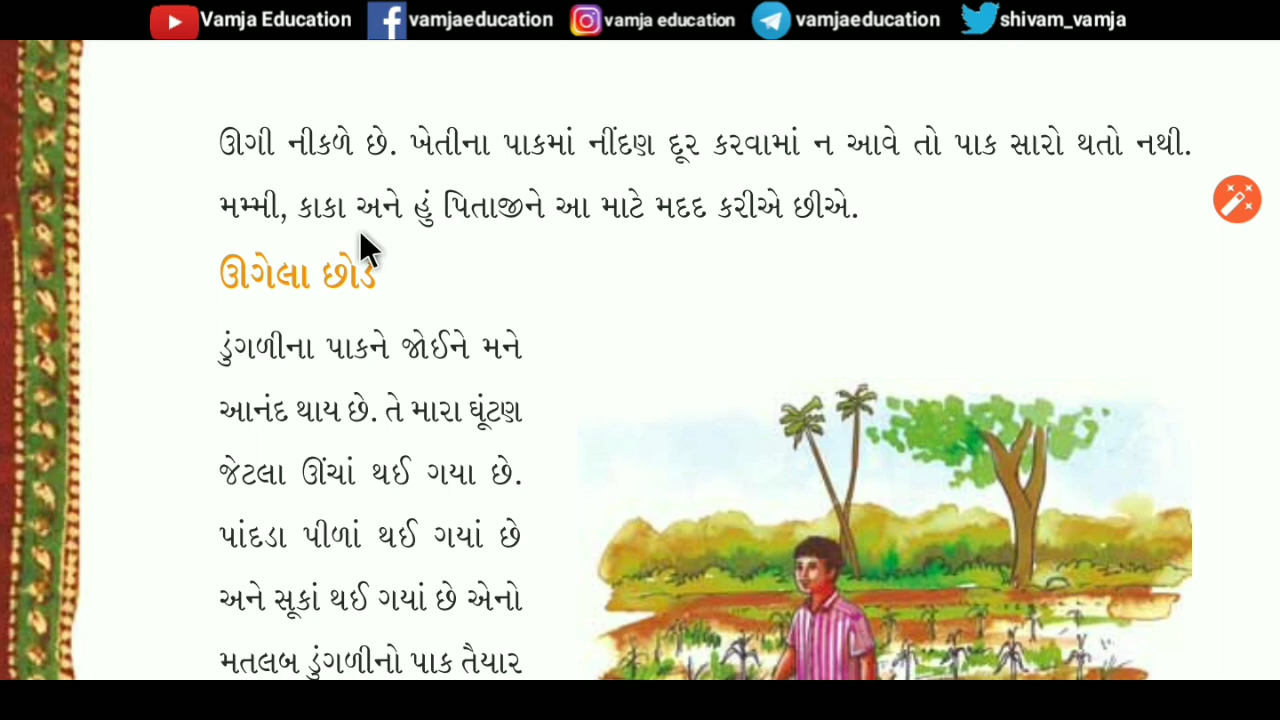 Vamja Education vamjaeducation vamja education vamjaeducation shivam_vamja
ઊગી નીકળે છે. ખેતીના પાકમાં નીંદણ દૂર કરવામાં ન આવે તો પાક સારો થતો નથી.
મમ્મી, કાકા અને હું પિતાજીને આ માટે મદદ કરીએ છીએ.
ઊગેલા છોડ
ડુંગળીના પાકને જોઈને મને
આનંદ થાય છે. તે મારા ઘૂંટણ
જેટલા ઊંચાં થઈ ગયા છે.
પાંદડા પીળાં થઈ ગયાં છે
અને સૂકાં થઈ ગયાં છે એનો
મતલબ ડુંગળીનો પાક તૈયાર